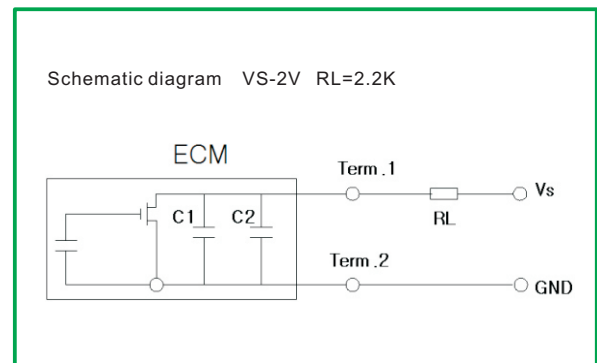 Schematic diagram VS-2V RL=2.2K
ECM
Term.1
Vs
C1 C2
RL
Term.2
GND